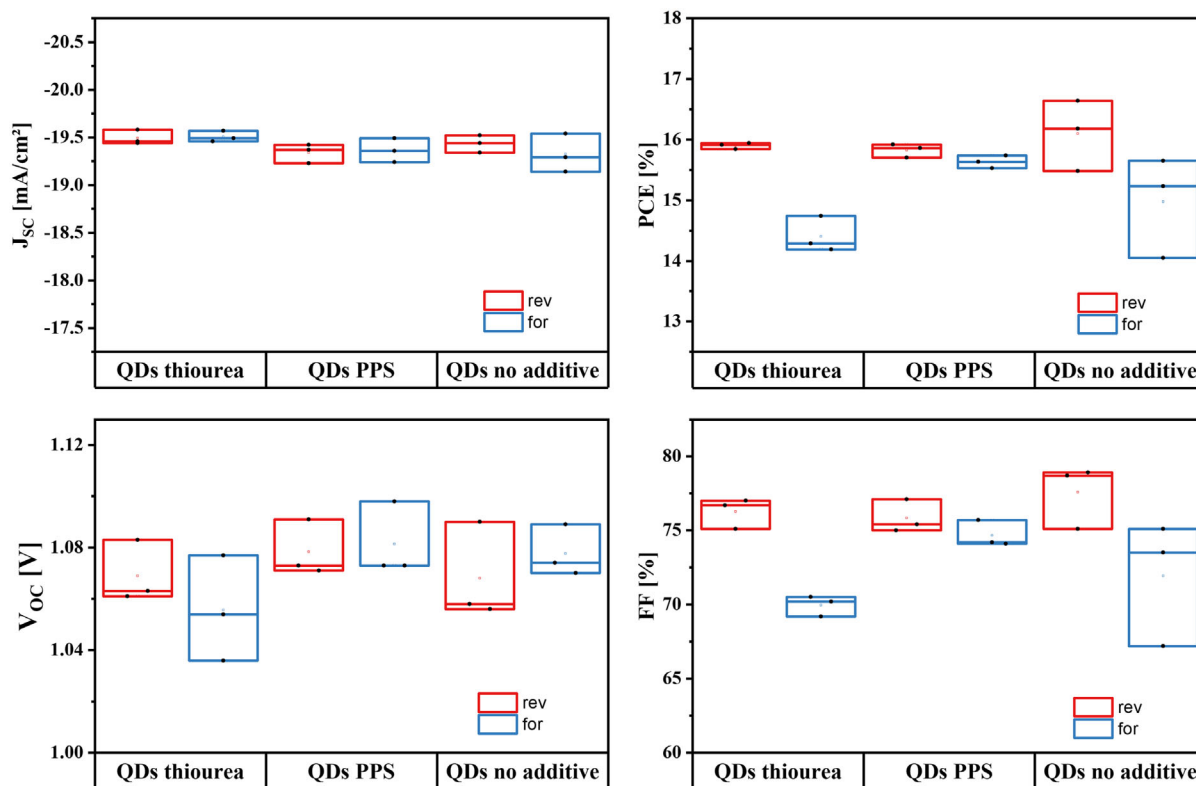 J_SC [mA/cm²]
-20.5
-20.0
-19.5
-19.0
-18.5
-18.0
-17.5
rev
for
QDs thiourea QDs PPS QDs no additive
PCE [%]
18
17
16
15
14
13
rev
for
QDs thiourea QDs PPS QDs no additive
V_OC [V]
1.12
1.08
1.04
1.00
rev
for
QDs thiourea QDs PPS QDs no additive
FF [%]
80
75
70
65
60
rev
for
QDs thiourea QDs PPS QDs no additive